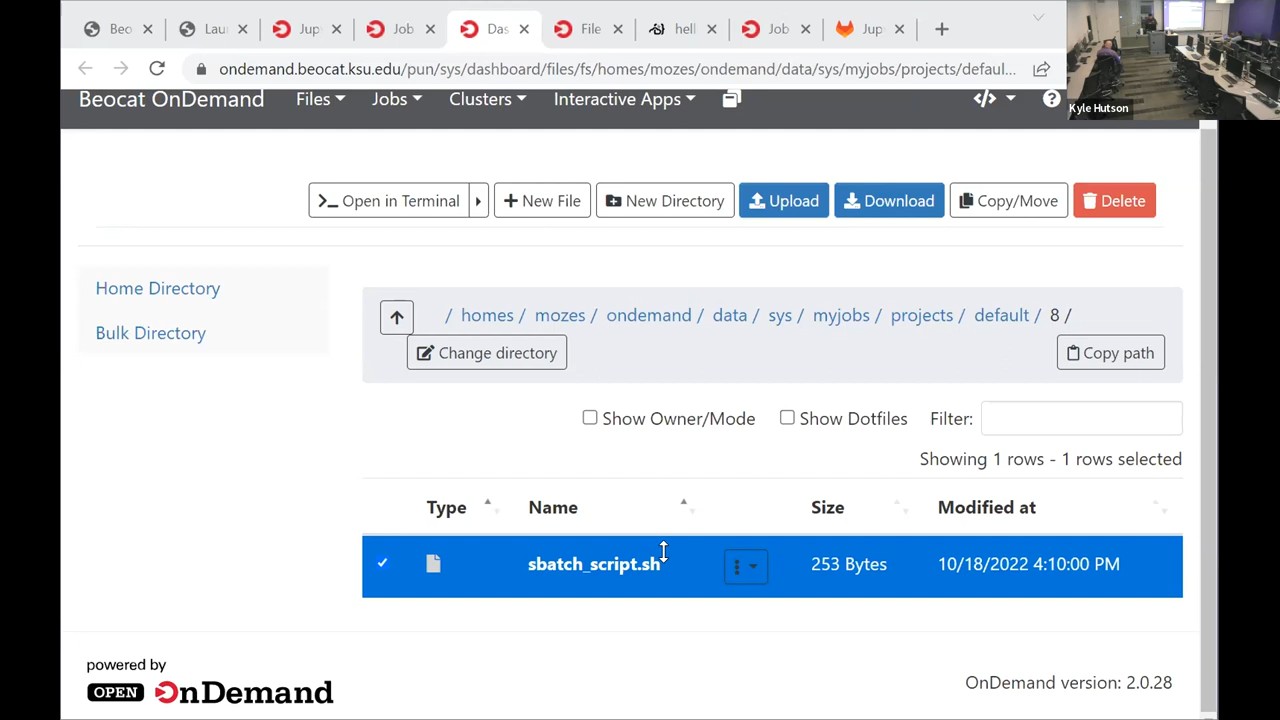 Beo
Laun
Jup
Job
Das
File
hell
Job
Jup
ondemand.beocat.ksu.edu/pun/sys/dashboard/files/fs/homes/mozes/ondemand/data/sys/myjobs/projects/defaul...
Kyle Hutson
Beocat OnDemand
Files
Jobs
Clusters
Interactive Apps
Open in Terminal
New File
New Directory
Upload
Download
Copy/Move
Delete
Home Directory
Bulk Directory
/ homes / mozes / ondemand / data / sys / myjobs / projects / default / 8 /
Change directory
Copy path
Show Owner/Mode
Show Dotfiles
Filter:
Showing 1 rows - 1 rows selected
Type
Name
Size
Modified at
sbatch_script.sh
253 Bytes
10/18/2022 4:10:00 PM
powered by
OPEN OnDemand
OnDemand version: 2.0.28